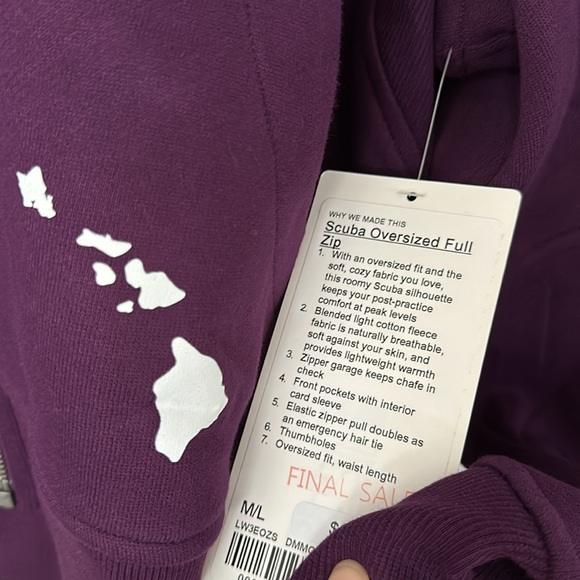 WHY WE MADE THIS
Scuba Oversized Full
Zip
1. With an oversized fit and the
soft, cozy fabric you love,
this roomy Scuba silhouette
keeps your post-practice
comfort at peak levels
2. Blended light cotton fleece
fabric is naturally breathable,
soft against your skin, and
provides lightweight warmth
3. Zipper garage keeps chafe in
check
4. Front pockets with interior
card sleeve
5. Elastic zipper pull doubles as
an emergency hair tie
6. Thumbholes
7. Oversized fit, waist length
FINAL SALE
M/L
$
LW3EOZS